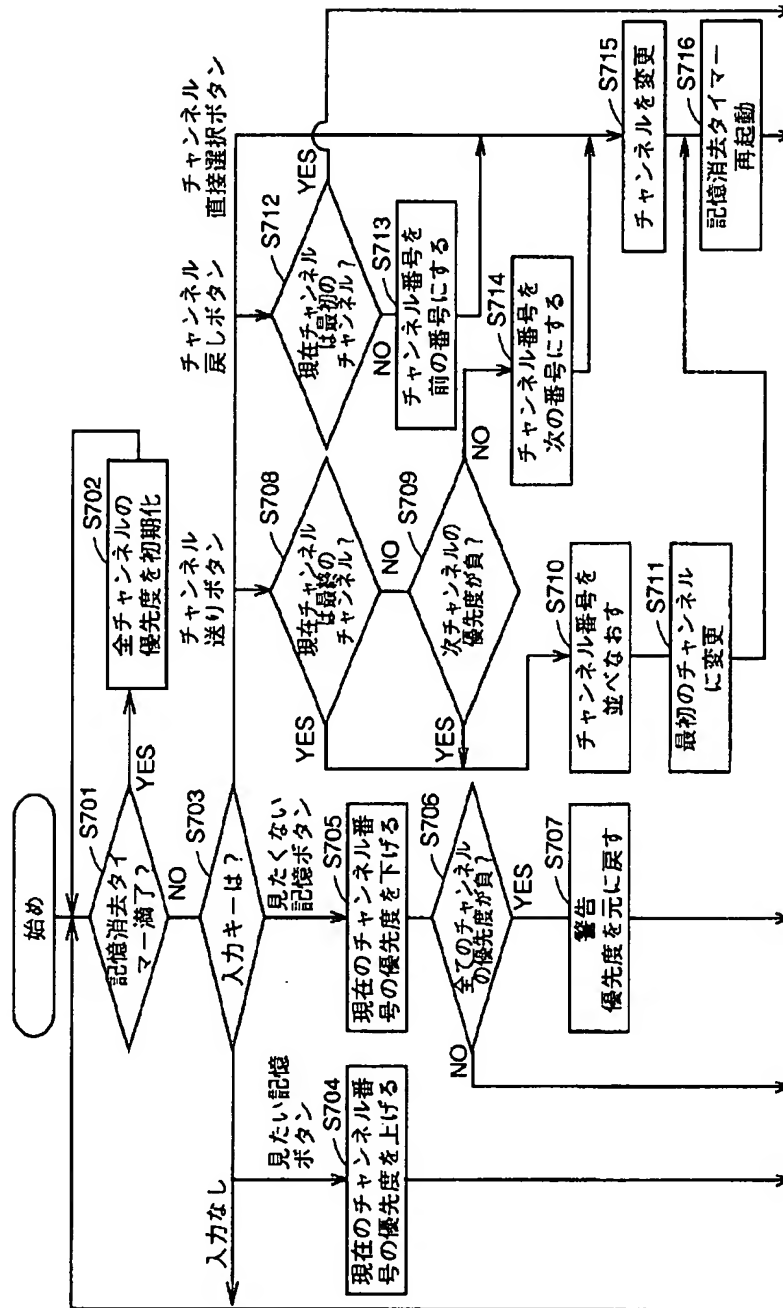 始め
S701
記憶消去タイ
マー満了?
YES
NO
S702
全チャンネルの
優先度を初期化
S703
入力キーは?
入力なし
見たい記憶
ボタン
S704
現在のチャンネル番
号の優先度を上げる
見たくない
記憶ボタン
S705
現在のチャンネル番
号の優先度を下げる
S706
全てのチャンネル
の優先度が負?
NO
YES
S707
警告
優先度を元に戻す
チャンネル
送りボタン
S708
現在チャンネル
は最終の
チャンネル?
YES
NO
S709
次チャンネルの
優先度が負?
YES
NO
S710
チャンネル番号を
並べなおす
S711
最初のチャンネル
に変更
チャンネル
戻しボタン
S712
現在チャンネル
は最初の
チャンネル?
YES
NO
S713
チャンネル番号を
前の番号にする
S714
チャンネル番号を
次の番号にする
チャンネル
直接選択ボタン
S715
チャンネルを変更
S716
記憶消去タイマー
再起動